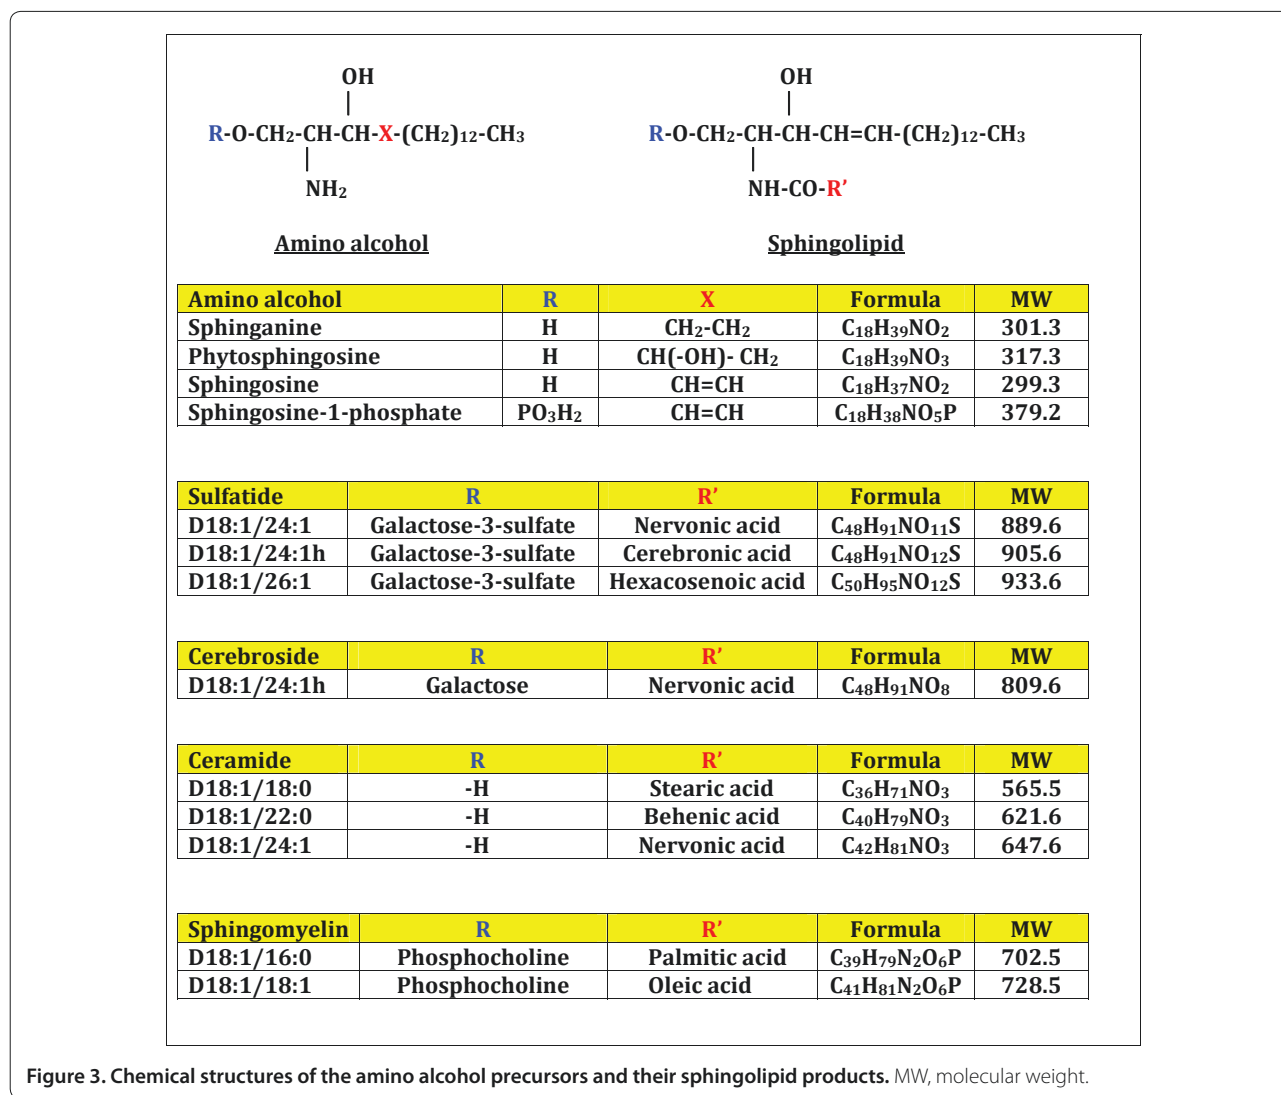 OH OH
R-O-CH₂-CH-CH-X-(CH₂)₁₂-CH₃ R-O-CH₂-CH-CH-CH=CH-(CH₂)₁₂-CH₃
NH₂ NH-CO-R’
Amino alcohol Sphingolipid
Amino alcohol R X Formula MW
Sphinganine H CH₂-CH₂ C₁₈H₃₉NO₂ 301.3
Phytosphingosine H CH(-OH)- CH₂ C₁₈H₃₉NO₃ 317.3
Sphingosine H CH=CH C₁₈H₃₇NO₂ 299.3
Sphingosine-1-phosphate PO₃H₂ CH=CH C₁₈H₃₈NO₅P 379.2
Sulfatide R R’ Formula MW
D18:1/24:1 Galactose-3-sulfate Nervonic acid C₄₈H₉₁NO₁₁S 889.6
D18:1/24:1h Galactose-3-sulfate Cerebronic acid C₄₈H₉₁NO₁₂S 905.6
D18:1/26:1 Galactose-3-sulfate Hexacosenoic acid C₅₀H₉₅NO₁₂S 933.6
Cerebroside R R’ Formula MW
D18:1/24:1h Galactose Nervonic acid C₄₈H₉₁NO₈ 809.6
Ceramide R R’ Formula MW
D18:1/18:0 -H Stearic acid C₃₆H₇₁NO₃ 565.5
D18:1/22:0 -H Behenic acid C₄₀H₇₉NO₃ 621.6
D18:1/24:1 -H Nervonic acid C₄₂H₈₁NO₃ 647.6
Sphingomyelin R R’ Formula MW
D18:1/16:0 Phosphocholine Palmitic acid C₃₉H₇₉N₂O₆P 702.5
D18:1/18:1 Phosphocholine Oleic acid C₄₁H₈₁N₂O₆P 728.5
Figure 3. Chemical structures of the amino alcohol precursors and their sphingolipid products. MW, molecular weight.